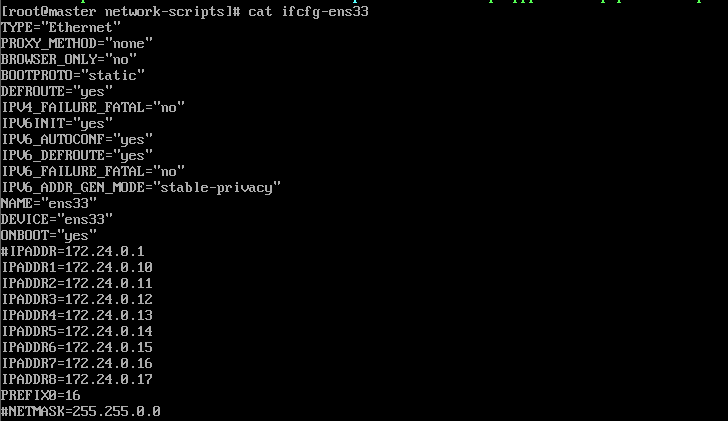 [root@master network-scripts]# cat ifcfg-ens33
TYPE="Ethernet"
PROXY_METHOD="none"
BROWSER_ONLY="no"
BOOTPROTO="static"
DEFROUTE="yes"
IPV4_FAILURE_FATAL="no"
IPV6INIT="yes"
IPV6_AUTOCONF="yes"
IPV6_DEFROUTE="yes"
IPV6_FAILURE_FATAL="no"
IPV6_ADDR_GEN_MODE="stable-privacy"
NAME="ens33"
DEVICE="ens33"
ONBOOT="yes"
#IPADDR=172.24.0.1
IPADDR1=172.24.0.10
IPADDR2=172.24.0.11
IPADDR3=172.24.0.12
IPADDR4=172.24.0.13
IPADDR5=172.24.0.14
IPADDR6=172.24.0.15
IPADDR7=172.24.0.16
IPADDR8=172.24.0.17
PREFIX0=16
#NETMASK=255.255.0.0